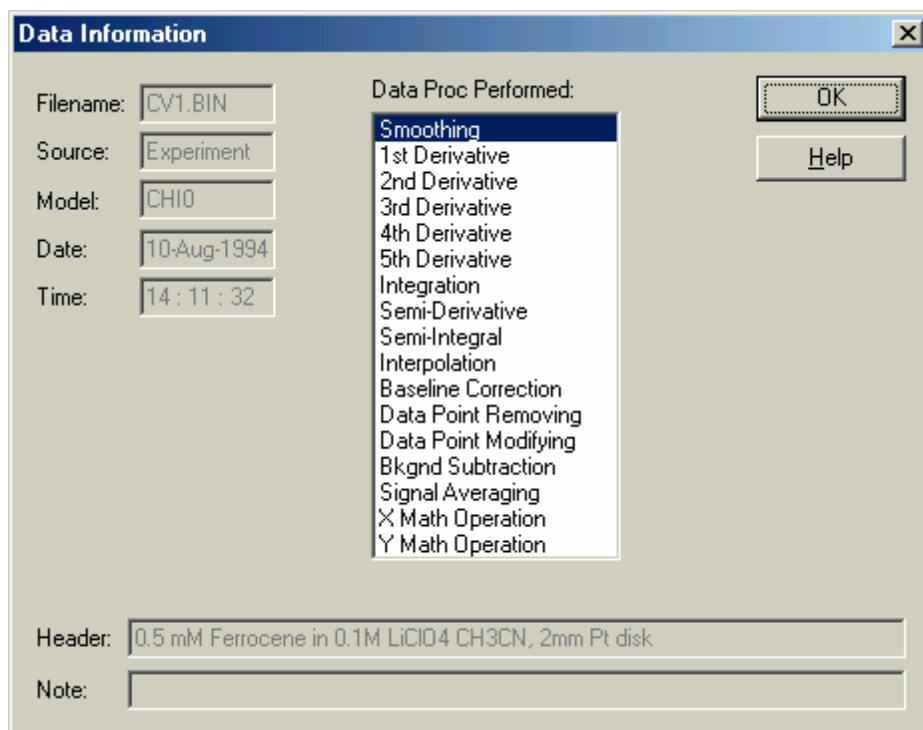 Data Information
Filename: CV1.BIN
Source: Experiment
Model: CHI0
Date: 10-Aug-1994
Time: 14 : 11 : 32
Data Proc Performed:
Smoothing
1st Derivative
2nd Derivative
3rd Derivative
4th Derivative
5th Derivative
Integration
Semi-Derivative
Semi-Integral
Interpolation
Baseline Correction
Data Point Removing
Data Point Modifying
Bkgnd Subtraction
Signal Averaging
X Math Operation
Y Math Operation
OK
Help
Header: 0.5 mM Ferrocene in 0.1M LiClO4 CH3CN, 2mm Pt disk
Note: